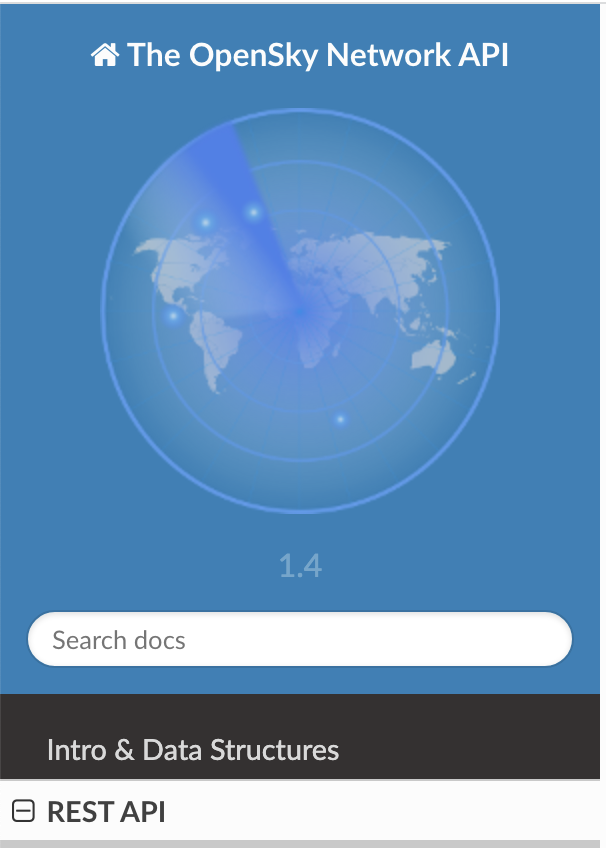 The OpenSky Network API
1.4
Search docs
Intro & Data Structures
REST API